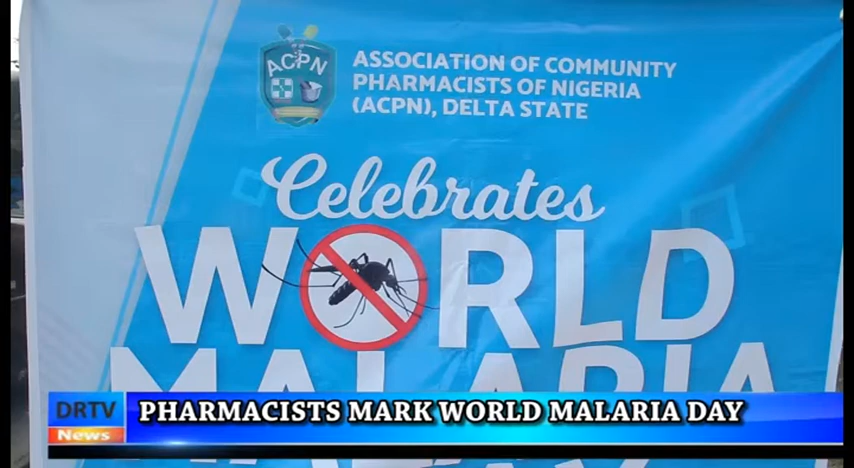 ACPN
ASSOCIATION OF COMMUNITY
PHARMACISTS OF NIGERIA
(ACPN), DELTA STATE
Celebrates
WORLD
MALARIA
DRTV
News
PHARMACISTS MARK WORLD MALARIA DAY